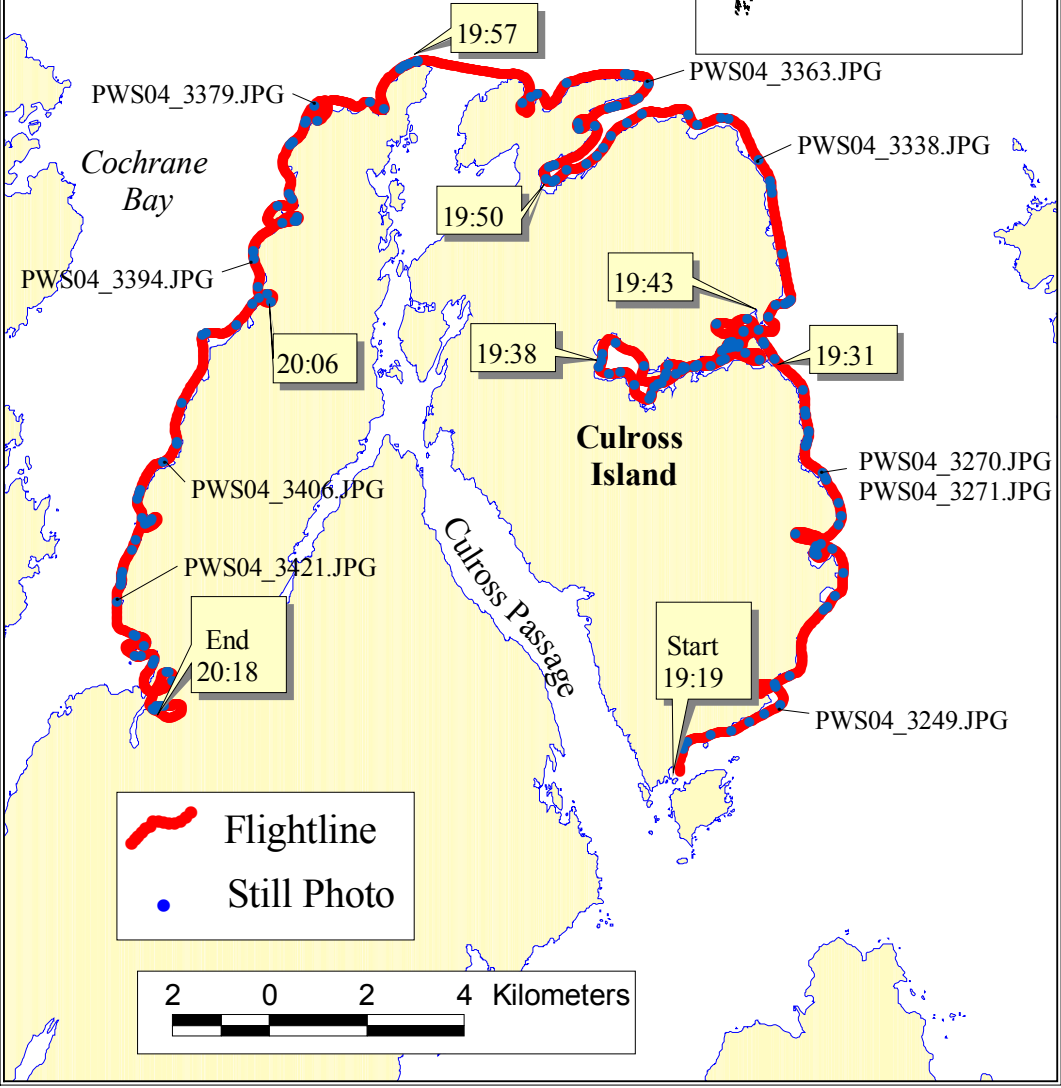 19:57
PWS04_3363.JPG
PWS04_3379.JPG
PWS04_3338.JPG
Cochrane
Bay
19:50
PWS04_3394.JPG
19:43
19:38
19:31
20:06
Culross
Island
PWS04_3270.JPG
PWS04_3271.JPG
PWS04_3406.JPG
Culross Passage
PWS04_3421.JPG
End
20:18
Start
19:19
PWS04_3249.JPG
Flightline
Still Photo
2 0 2 4 Kilometers